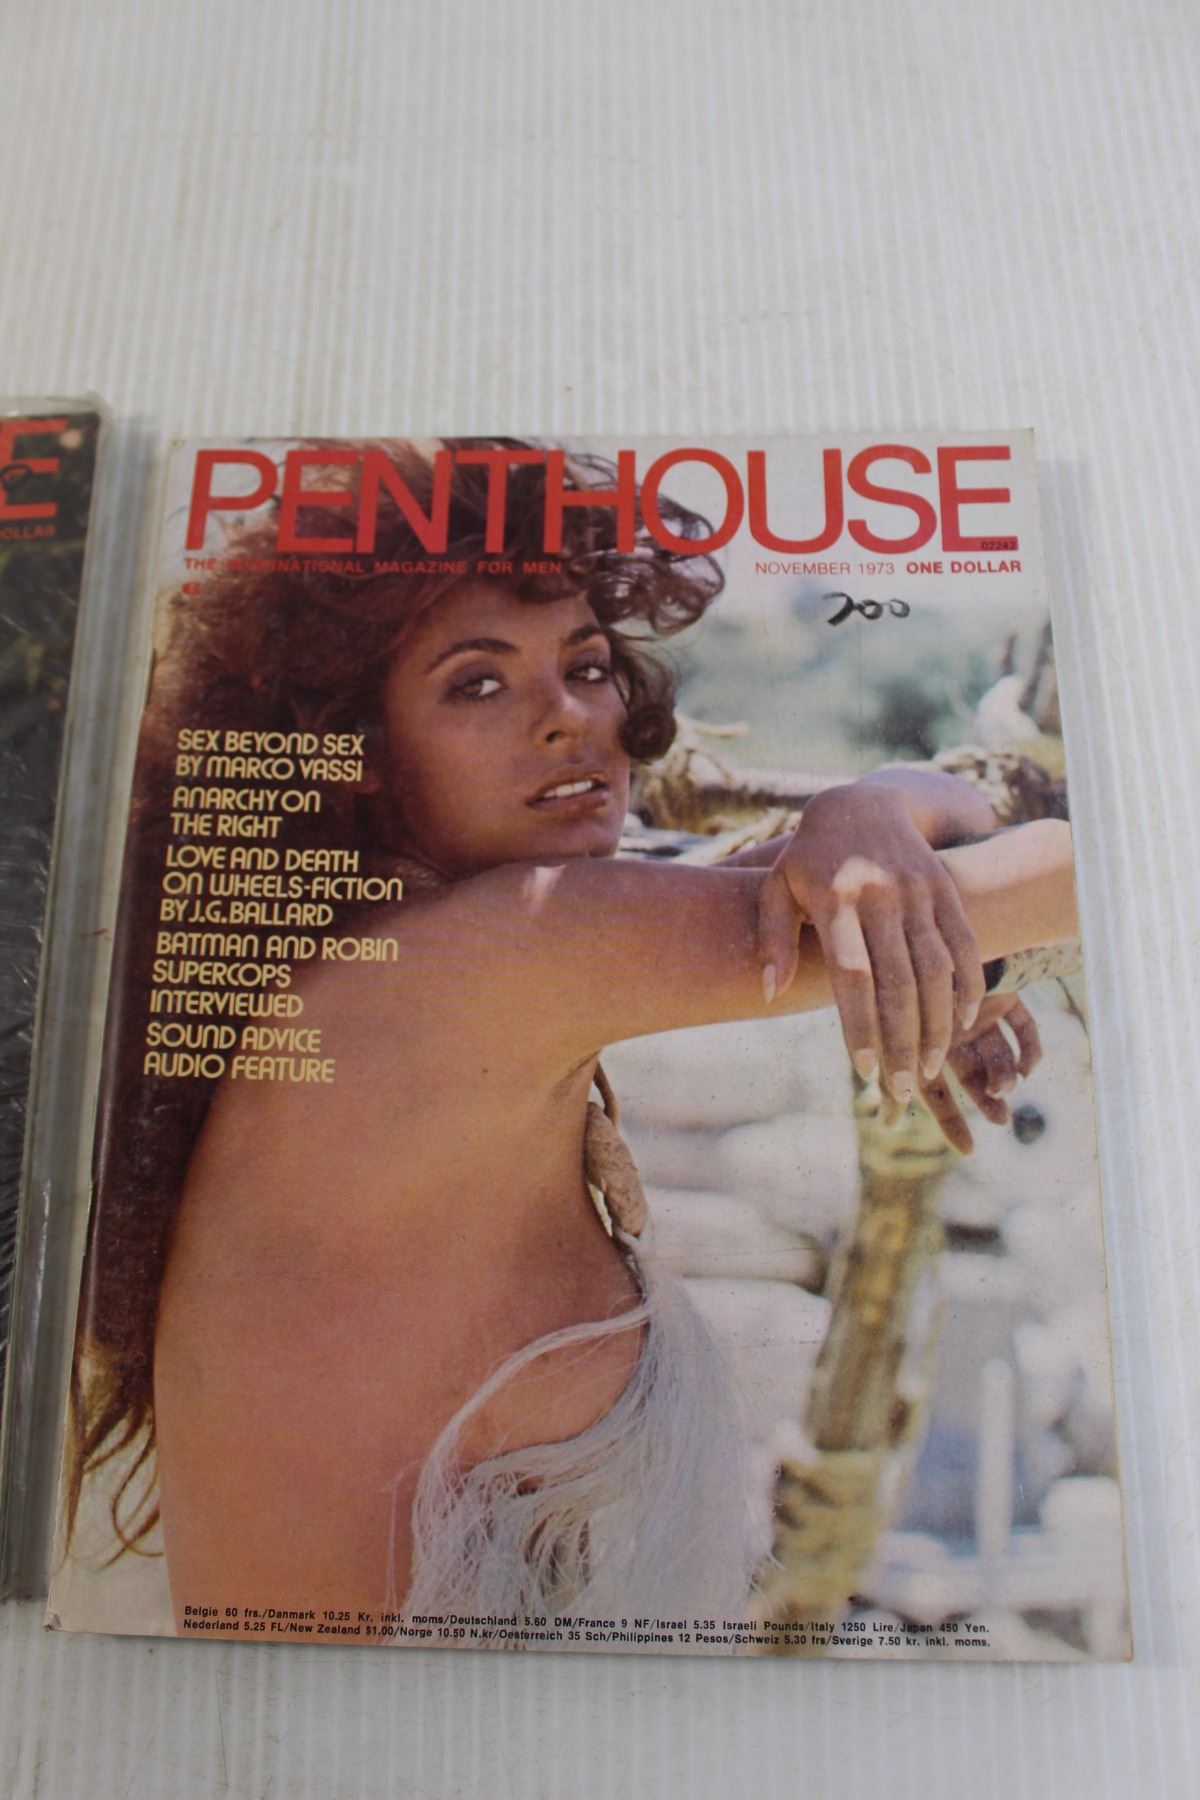 E
DOLLAR
PENTHOUSE
02242
THE INTERNATIONAL MAGAZINE FOR MEN
NOVEMBER 1973 ONE DOLLAR
200
SEX BEYOND SEX
BY MARCO VASSI
ANARCHY ON
THE RIGHT
LOVE AND DEATH
ON WHEELS-FICTION
BY J.G. BALLARD
BATMAN AND ROBIN
SUPERCOPS
INTERVIEWED
SOUND ADVICE
AUDIO FEATURE
Belgie 60 frs./Danmark 10.25 Kr. inkl. moms/Deutschland 5.60 DM/France 9 NF/Israel 5.35 Israeli Pounds/Italy 1250 Lire/Japan 450 Yen.
Nederland 5.25 FL/New Zealand $1.00/Norge 10.50 N.kr/Oesterreich 35 Sch/Philippines 12 Pesos/Schweiz 5.30 frs/Sverige 7.50 kr. inkl. moms.